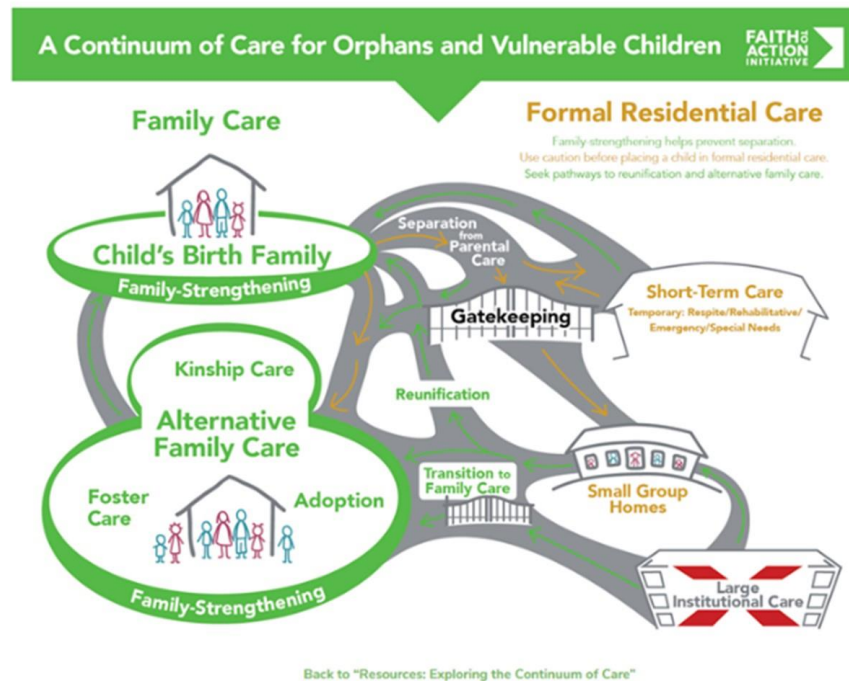 A Continuum of Care for Orphans and Vulnerable Children
FAITH TO
ACTION
INITIATIVE
Family Care
Formal Residential Care
Family-strengthening helps prevent separation.
Use caution before placing a child in formal residential care.
Seek pathways to reunification and alternative family care.
Child's Birth Family
Family-Strengthening
Separation
from
Parental
Care
Gatekeeping
Short-Term Care
Temporary: Respite/Rehabilitative/
Emergency/Special Needs
Kinship Care
Reunification
Alternative
Family Care
Foster
Care
Adoption
Transition to
Family Care
Small Group
Homes
Large
Institutional Care
Family-Strengthening
Back to "Resources: Exploring the Continuum of Care"